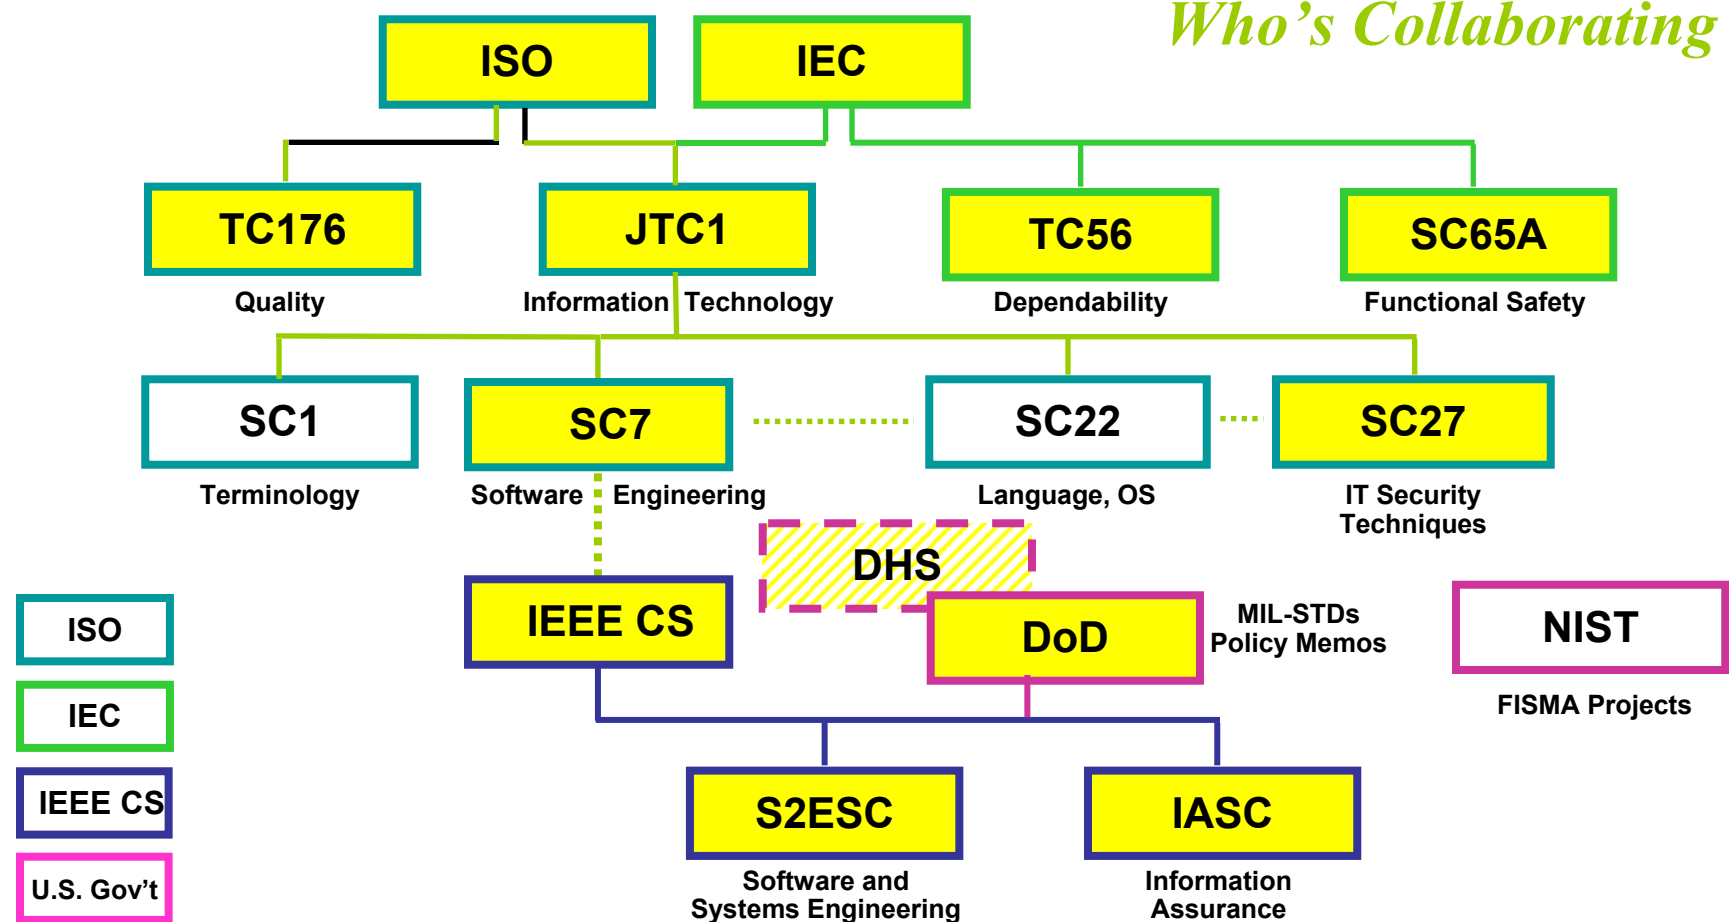 Who's Collaborating
ISO
IEC
TC176
JTC1
TC56
SC65A
Quality
Information Technology
Dependability
Functional Safety
SC1
SC7
SC22
SC27
Terminology
Software Engineering
Language, OS
IT Security
Techniques
DHS
IEEE CS
DoD
MIL-STDs
Policy Memos
NIST
FISMA Projects
ISO
IEC
IEEE CS
U.S. Gov't
S2ESC
IASC
Software and
Systems Engineering
Information
Assurance